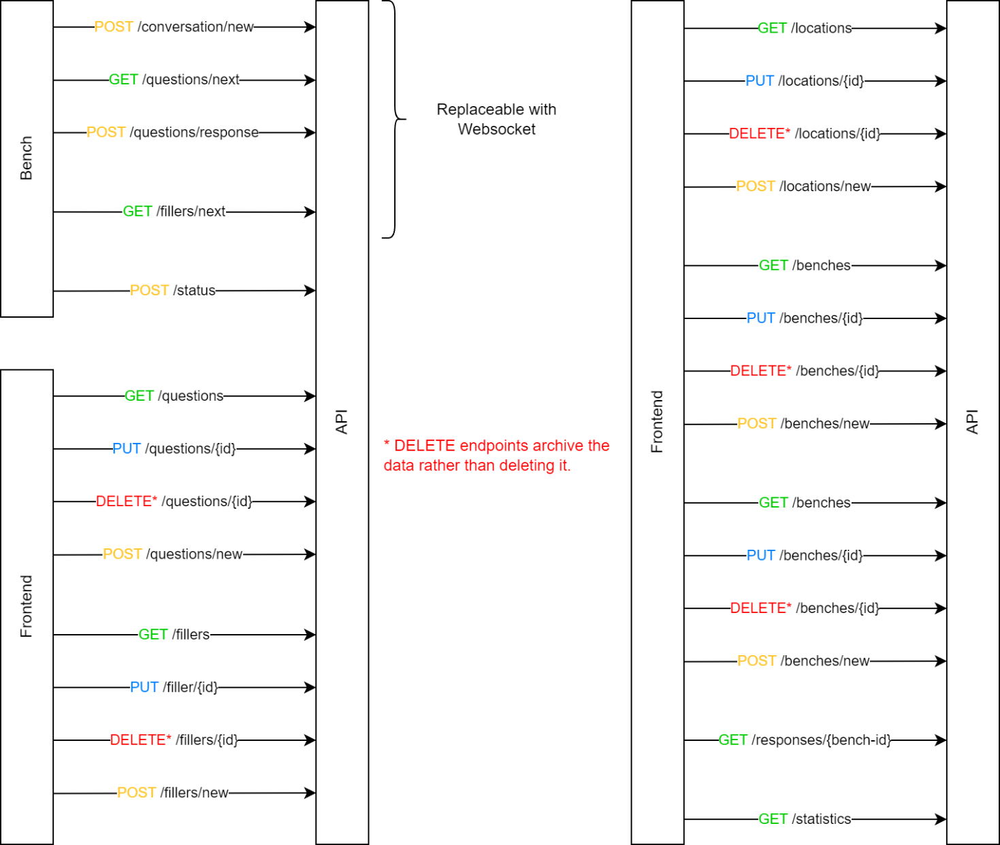 Bench
POST /conversation/new
GET /questions/next
POST /questions/response
GET /fillers/next
POST /status
Replaceable with
Websocket
Frontend
GET /questions
PUT /questions/{id}
DELETE* /questions/{id}
POST /questions/new
GET /fillers
PUT /filler/{id}
DELETE* /fillers/{id}
POST /fillers/new
API
* DELETE endpoints archive the
data rather than deleting it.
Frontend
GET /locations
PUT /locations/{id}
DELETE* /locations/{id}
POST /locations/new
GET /benches
PUT /benches/{id}
DELETE* /benches/{id}
POST /benches/new
GET /benches
PUT /benches/{id}
DELETE* /benches/{id}
POST /benches/new
GET /responses/{bench-id}
GET /statistics
API